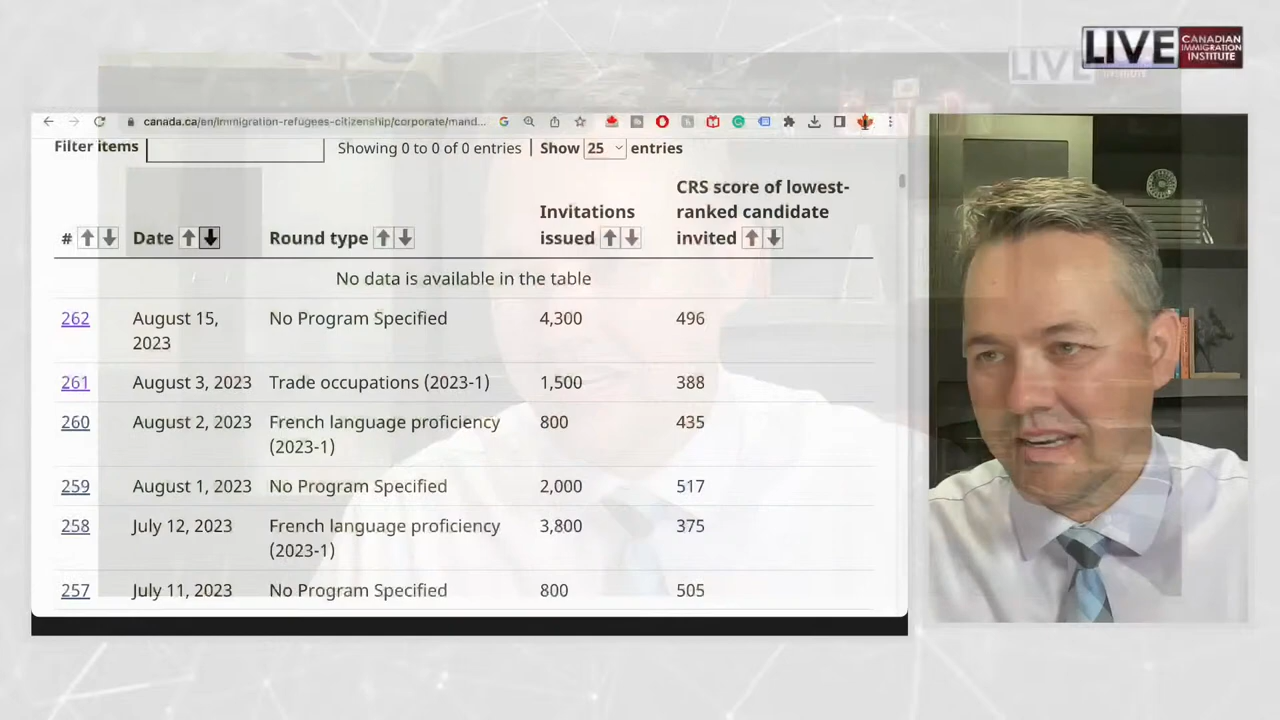 LIVE
CANADIAN
IMMIGRATION
INSTITUTE
LIVE
INSTITUTE
canada.ca/en/immigration-refugees-citizenship/corporate/mand...
Filter items
Showing 0 to 0 of 0 entries | Show 25 entries
# Date Round type Invitations issued CRS score of lowest-ranked candidate invited
No data is available in the table
262 August 15, 2023 No Program Specified 4,300 496
261 August 3, 2023 Trade occupations (2023-1) 1,500 388
260 August 2, 2023 French language proficiency (2023-1) 800 435
259 August 1, 2023 No Program Specified 2,000 517
258 July 12, 2023 French language proficiency (2023-1) 3,800 375
257 July 11, 2023 No Program Specified 800 505